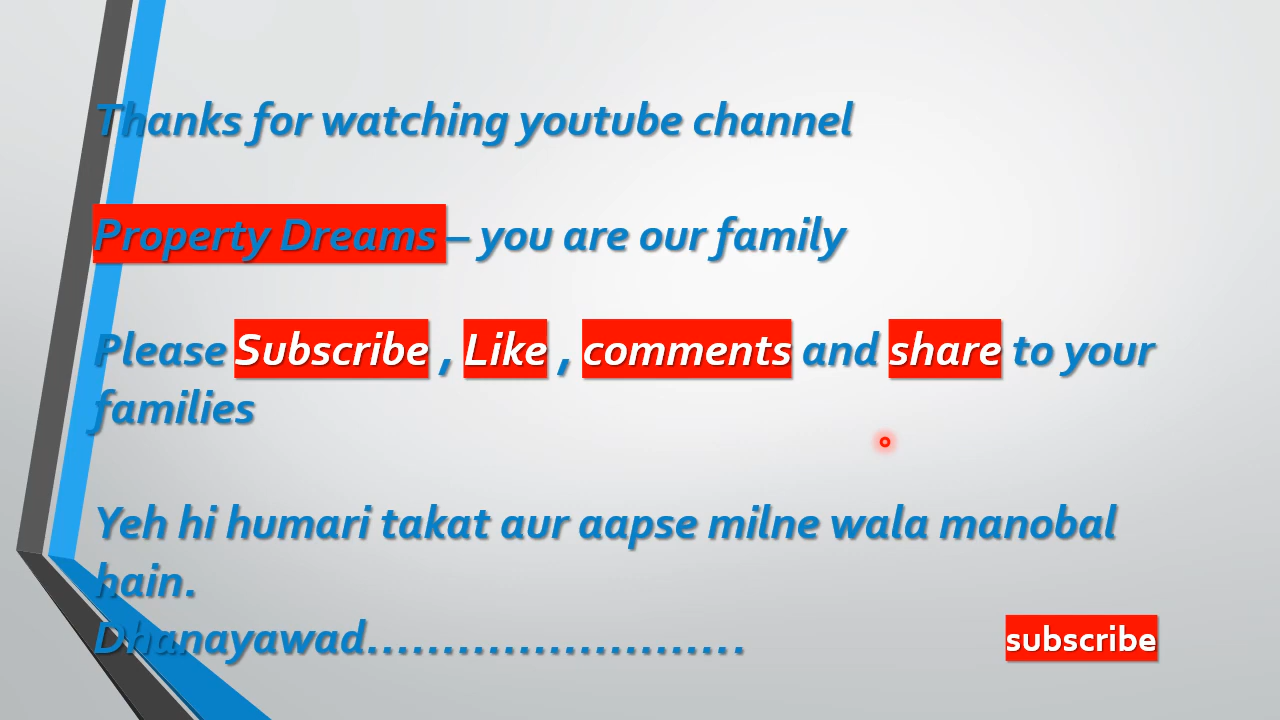 Thanks for watching youtube channel
Property Dreams – you are our family
Please Subscribe , Like , comments and share to your
families
Yeh hi humari takat aur aapse milne wala manobal
hain.
Dhanayawad.........................
subscribe